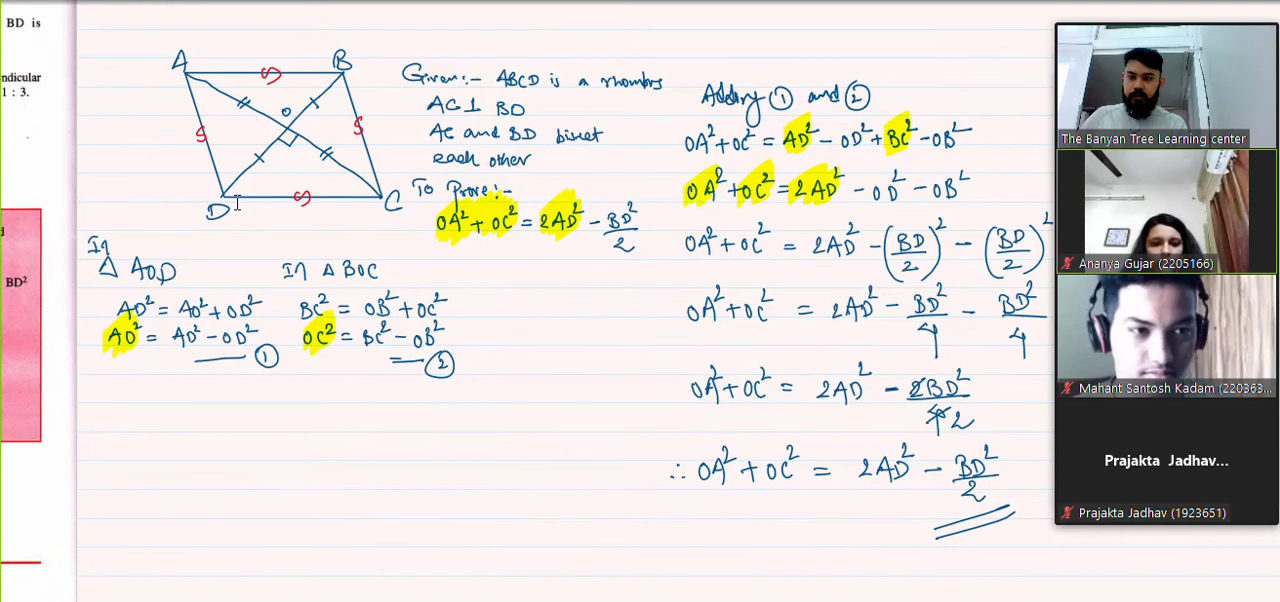 BD is
ndicular
1 : 3.
d
BD²
A
B
O
D
C
Given:- ABCD is a rhombus
AC ⊥ BD
AC and BD bisect
each other
To Prove:-
OA² + OC² = 2AD² - BD²/2
In
△ AOD
AD² = AO² + OD²
AO² = AD² - OD²
①
In △ BOC
BC² = OB² + OC²
OC² = BC² - OB²
②
Adding ① and ②
OA² + OC² = AD² - OD² + BC² - OB²
OA² + OC² = 2AD² - OD² - OB²
OA² + OC² = 2AD² - (BD/2)² - (BD/2)²
OA² + OC² = 2AD² - BD²/4 - BD²/4
OA² + OC² = 2AD² - 2BD²/4 2
∴ OA² + OC² = 2AD² - BD²/2
The Banyan Tree Learning center
Ananya Gujar (2205166)
Mahant Santosh Kadam (220363...
Prajakta Jadhav...
Prajakta Jadhav (1923651)